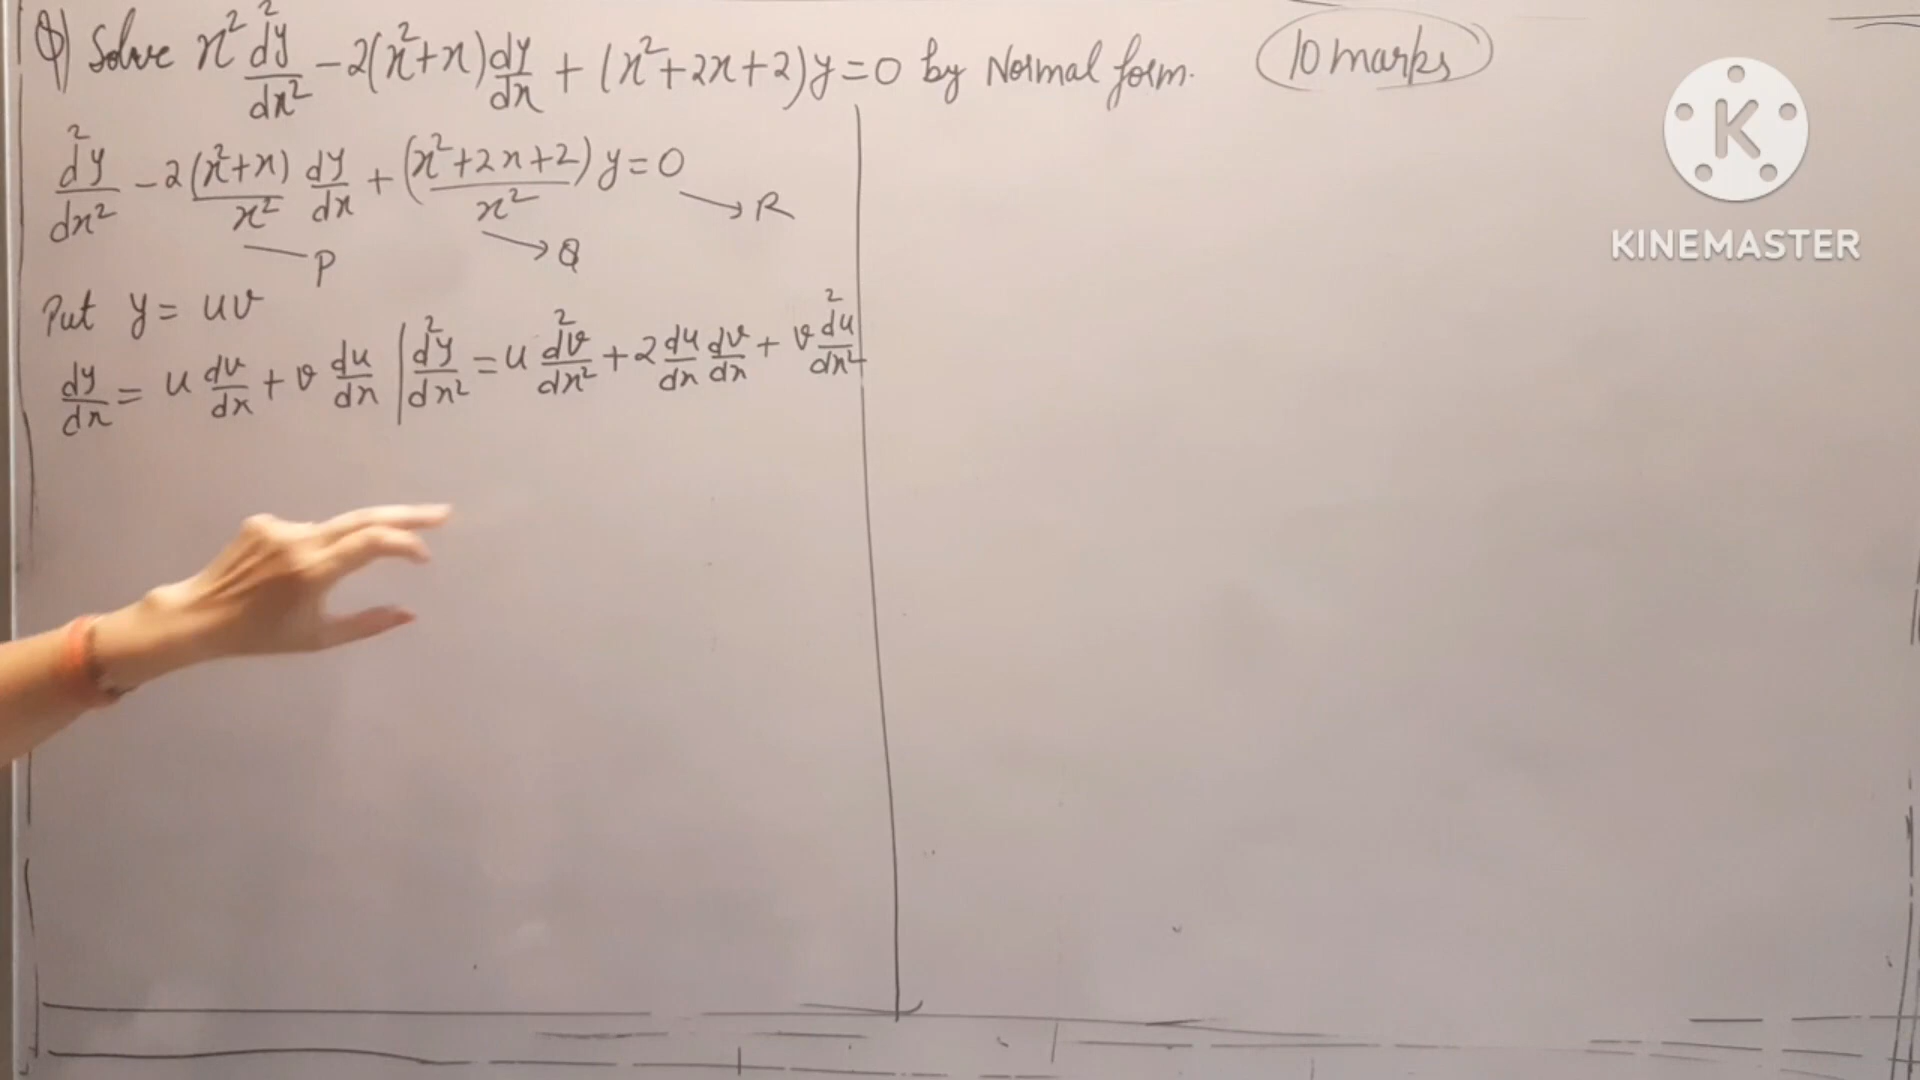 Q) Solve x² d²y/dx² - 2(x²+x) dy/dx + (x²+2x+2)y = 0 by Normal form. 10 marks
K
KINEMASTER
d²y/dx² - 2(x²+x)/x² dy/dx + (x²+2x+2)/x² y = 0 → R
P → Q
Put y = uv
dy/dx = u dv/dx + v du/dx | d²y/dx² = u d²v/dx² + 2 du/dx dv/dx + v d²u/dx²